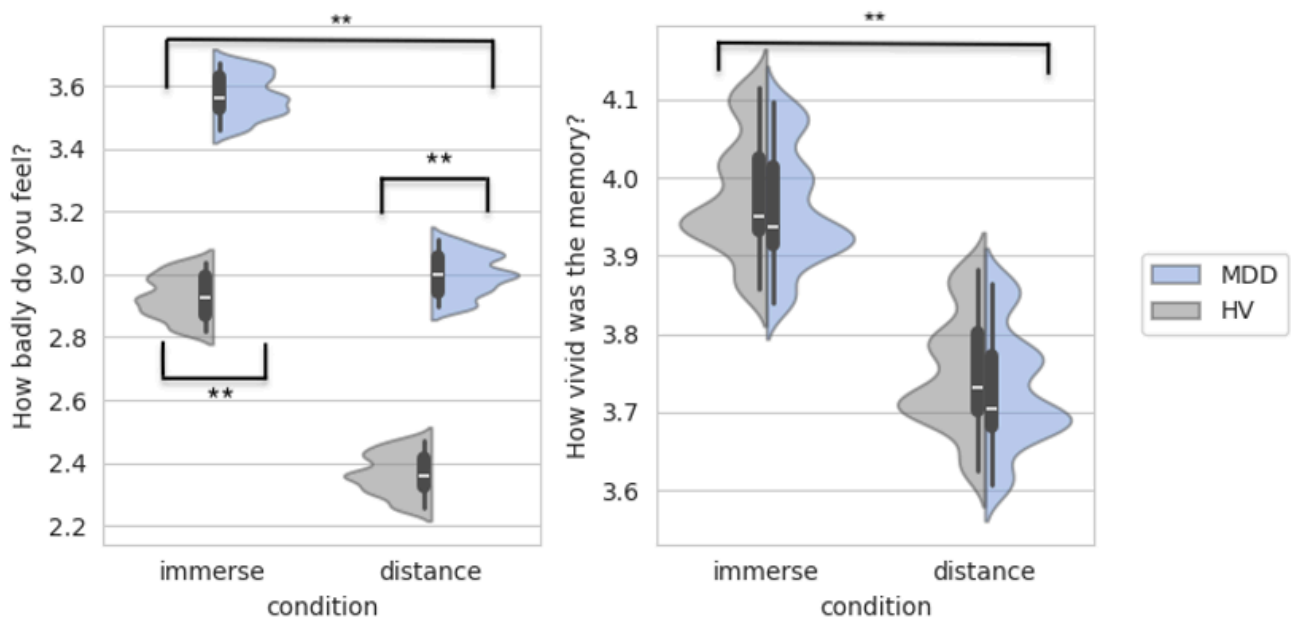 **
3.6
3.4
3.2
3.0
2.8
2.6
2.4
2.2
**
**
How badly do you feel?
immerse
distance
condition
**
4.1
4.0
3.9
3.8
3.7
3.6
How vivid was the memory?
immerse
distance
condition
MDD
HV